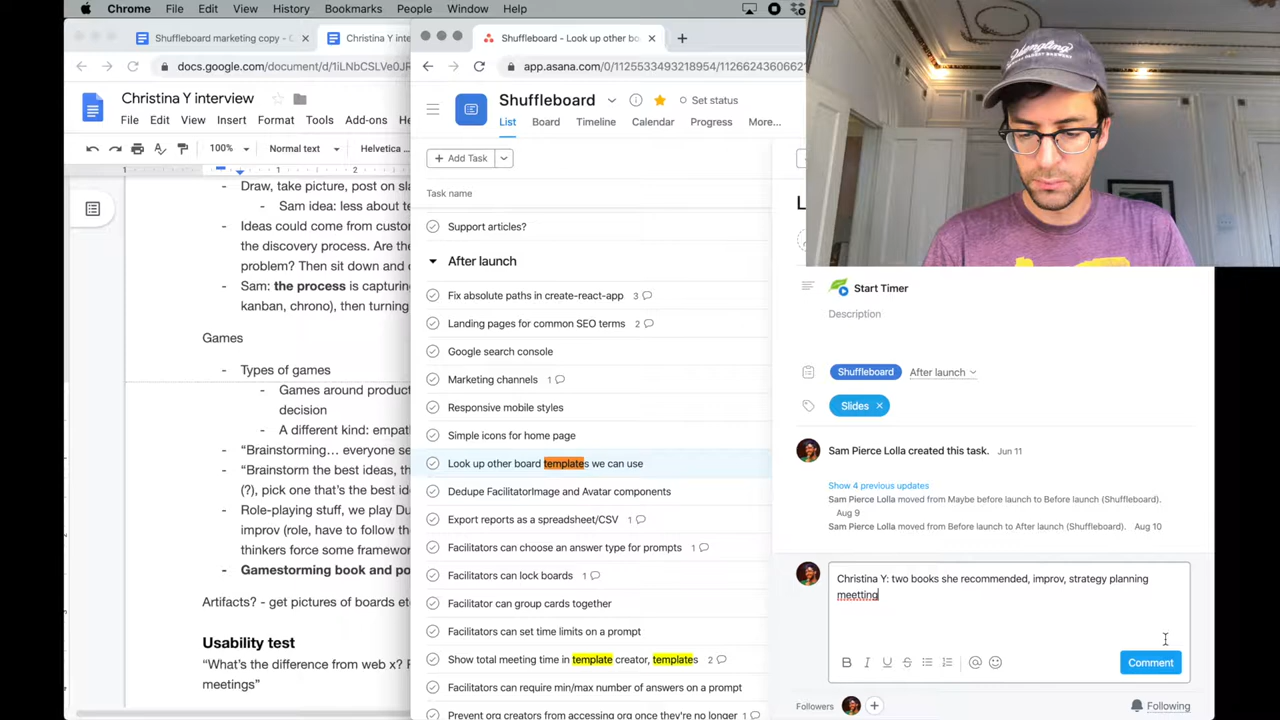 Chrome File Edit View History Bookmarks People Window Help
Shuffleboard marketing copy - G
Christina Y inte
Shuffleboard - Look up other bo
docs.google.com/document
app.asana.com/0/1125533493218954/11266243606621
Christina Y interview
File Edit View Insert Format Tools Add-ons
100% Normal text Helvetica
1 1 2
- Draw, take picture, post on sla
- Sam idea: less about te
- Ideas could come from custo
the discovery process. Are the
problem? Then sit down and
- Sam: the process is capturing
kanban, chrono), then turning
Games
- Types of games
- Games around product
decision
- A different kind: empat
- “Brainstorming… everyone se
- “Brainstorm the best ideas, th
(?), pick one that’s the best id
- Role-playing stuff, we play Du
improv (role, have to follow th
thinkers force some framewor
- Gamestorming book and po
Artifacts? - get pictures of boards etc
Usability test
“What’s the difference from web x? F
meetings”
Shuffleboard Set status
List Board Timeline Calendar Progress More...
+ Add Task
Task name
Support articles?
After launch
Fix absolute paths in create-react-app 3
Landing pages for common SEO terms 2
Google search console
Marketing channels 1
Responsive mobile styles
Simple icons for home page
Look up other board templates we can use
Dedupe FacilitatorImage and Avatar components
Export reports as a spreadsheet/CSV 1
Facilitators can choose an answer type for prompts 1
Facilitators can lock boards 1
Facilitator can group cards together
Facilitators can set time limits on a prompt
Show total meeting time in template creator, templates 2
Facilitators can require min/max number of answers on a prompt
Prevent org creators from accessing org once they're no longer 1
L
Start Timer
Description
Shuffleboard After launch
Slides ×
Sam Pierce Lolla created this task. Jun 11
Show 4 previous updates
Sam Pierce Lolla moved from Maybe before launch to Before launch (Shuffleboard).
Aug 9
Sam Pierce Lolla moved from Before launch to After launch (Shuffleboard). Aug 10
Christina Y: two books she recommended, improv, strategy planning
meetting
B I U S
Comment
Followers + Following
Yuengling